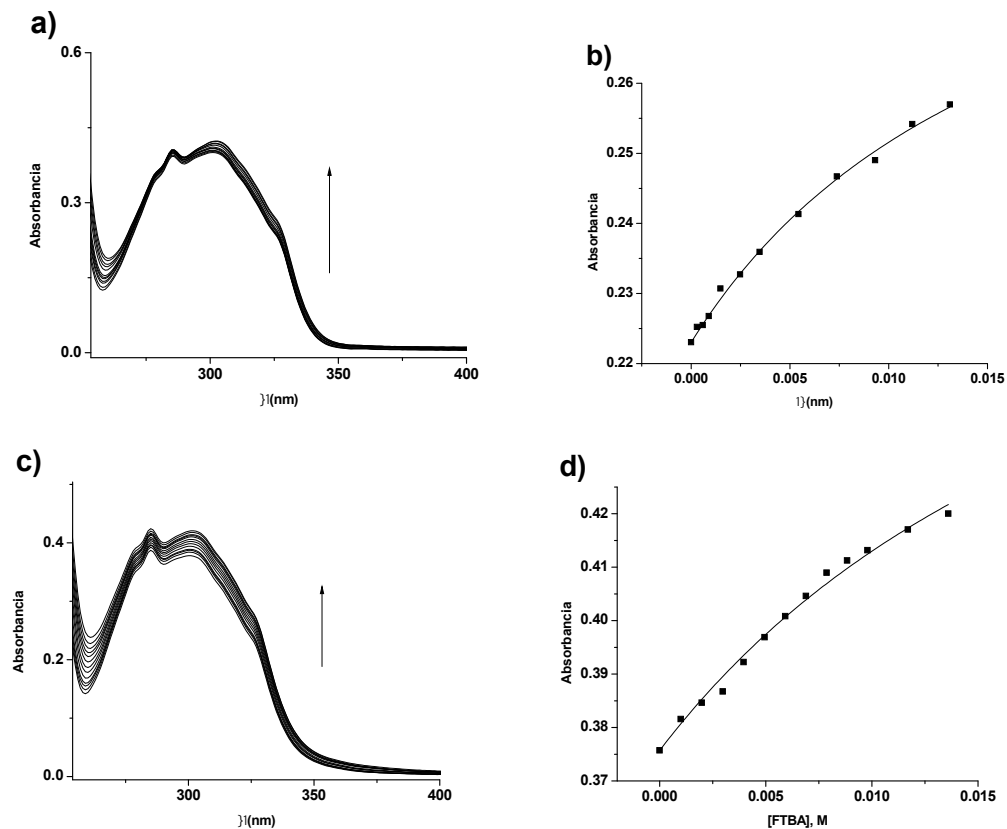 a)
0.6
0.3
0.0
Absorbancia
300
350
400
}l(nm)
b)
0.26
0.25
0.24
0.23
0.22
Absorbancia
0.000
0.005
0.010
0.015
l}(nm)
c)
0.4
0.2
0.0
Absorbancia
300
350
400
}l(nm)
d)
0.42
0.41
0.40
0.39
0.38
0.37
Absorbancia
0.000
0.005
0.010
0.015
[FTBA], M